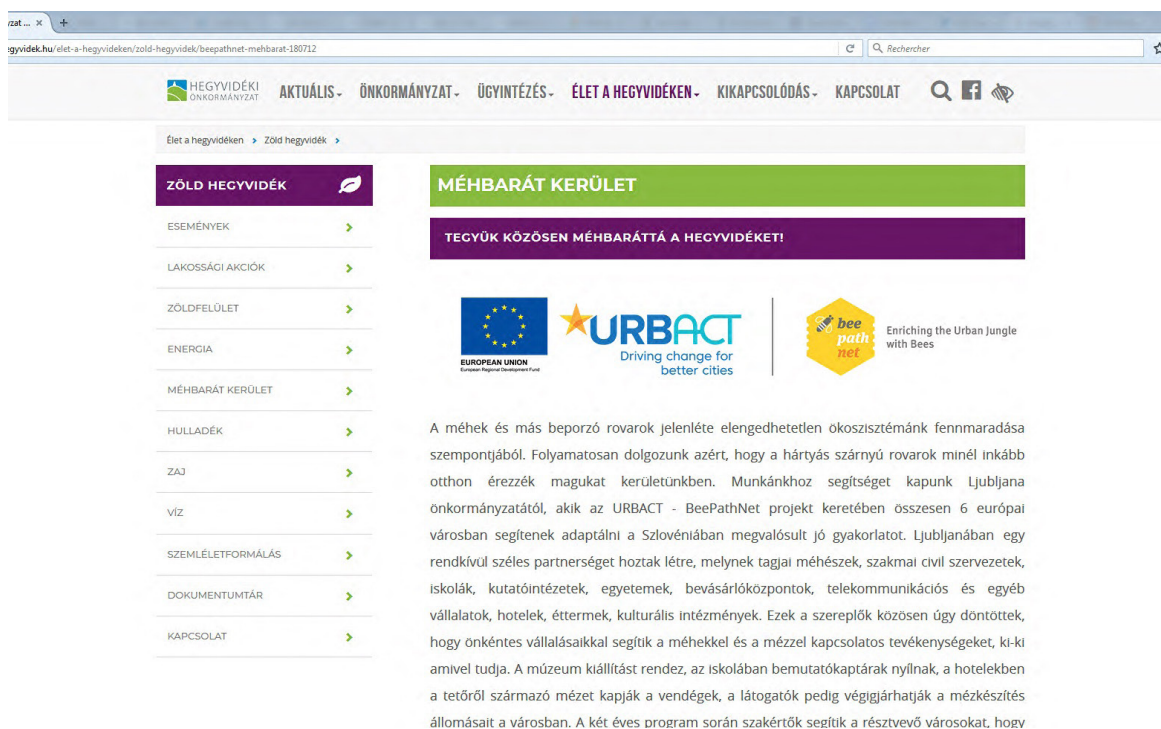 yzat ... × +
egyvidek.hu/elet-a-hegyvideken/zold-hegyvidek/beepathnet-mehbarat-180712
Rechercher
HEGYVIDÉKI
ÖNKORMÁNYZAT
AKTUÁLIS ÖNKORMÁNYZAT ÜGYINTÉZÉS ÉLET A HEGYVIDÉKEN KIKAPCSOLÓDÁS KAPCSOLAT
Élet a hegyvidéken > Zöld hegyvidék >
ZÖLD HEGYVIDÉK
ESEMÉNYEK
LAKOSSÁGI AKCIÓK
ZÖLDFELÜLET
ENERGIA
MÉHBARÁT KERÜLET
HULLADÉK
ZAJ
VÍZ
SZEMLÉLETFORMÁLÁS
DOKUMENTUMTÁR
KAPCSOLAT
MÉHBARÁT KERÜLET
TEGYÜK KÖZÖSEN MÉHBARÁTTÁ A HEGYVIDÉKET!
EUROPEAN UNION
European Regional Development Fund
URBACT
Driving change for
better cities
bee
path
net
Enriching the Urban Jungle
with Bees
A méhek és más beporzó rovarok jelenléte elengedhetetlen ökoszisztémánk fennmaradása
szempontjából. Folyamatosan dolgozunk azért, hogy a hártyás szárnyú rovarok minél inkább
otthon érezzék magukat kerületünkben. Munkánkhoz segítséget kapunk Ljubljana
önkormányzatától, akik az URBACT - BeePathNet projekt keretében összesen 6 európai
városban segítenek adaptálni a Szlovéniában megvalósult jó gyakorlatot. Ljubljanában egy
rendkívül széles partnerséget hoztak létre, melynek tagjai méhészek, szakmai civil szervezetek,
iskolák, kutatóintézetek, egyetemek, bevásárlóközpontok, telekommunikációs és egyéb
vállalatok, hotelek, éttermek, kulturális intézmények. Ezek a szereplők közösen úgy döntöttek,
hogy önkéntes vállalásaikkal segítik a méhekkel és a mézzel kapcsolatos tevékenységeket, ki-ki
amivel tudja. A múzeum kiállítást rendez, az iskolában bemutatókaptárak nyílnak, a hotelekben
a tetőről származó mézet kapják a vendégek, a látogatók pedig végigjárhatják a mézkészítés
állomásait a városban. A két éves program során szakértők segítik a résztvevő városokat, hogy